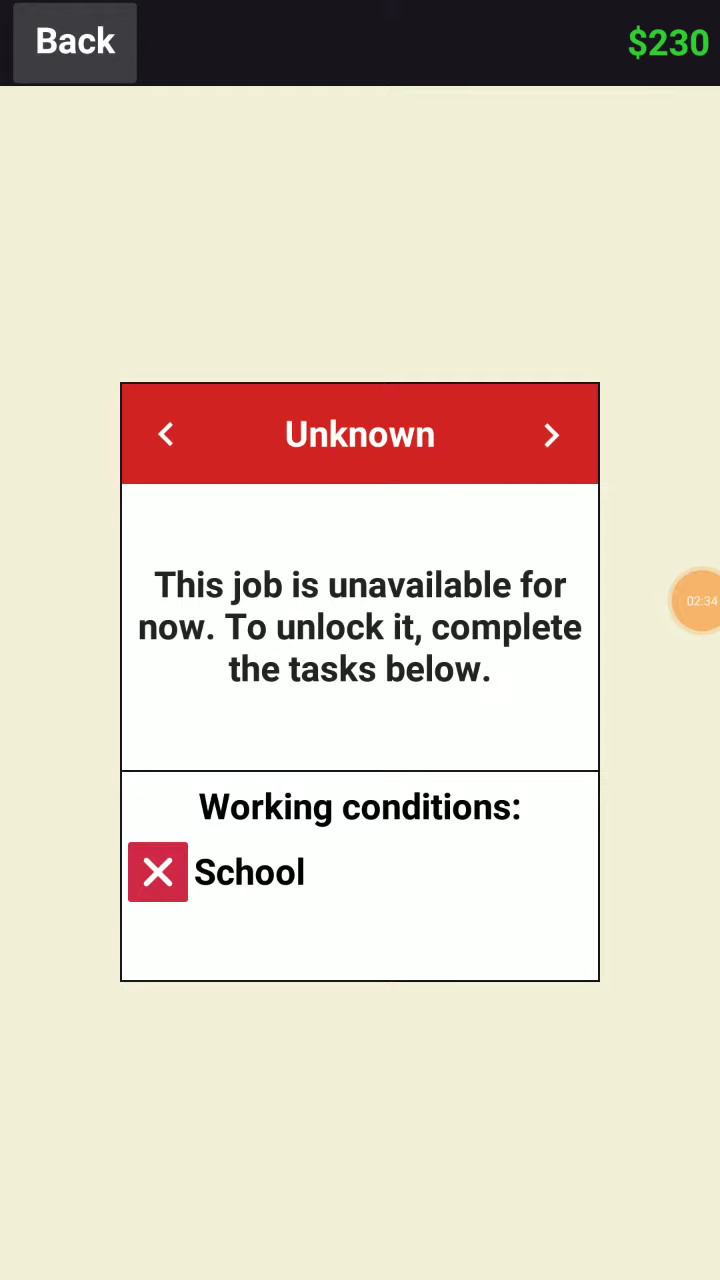 Back
$230
Unknown
This job is unavailable for
now. To unlock it, complete
the tasks below.
02:34
Working conditions:
School